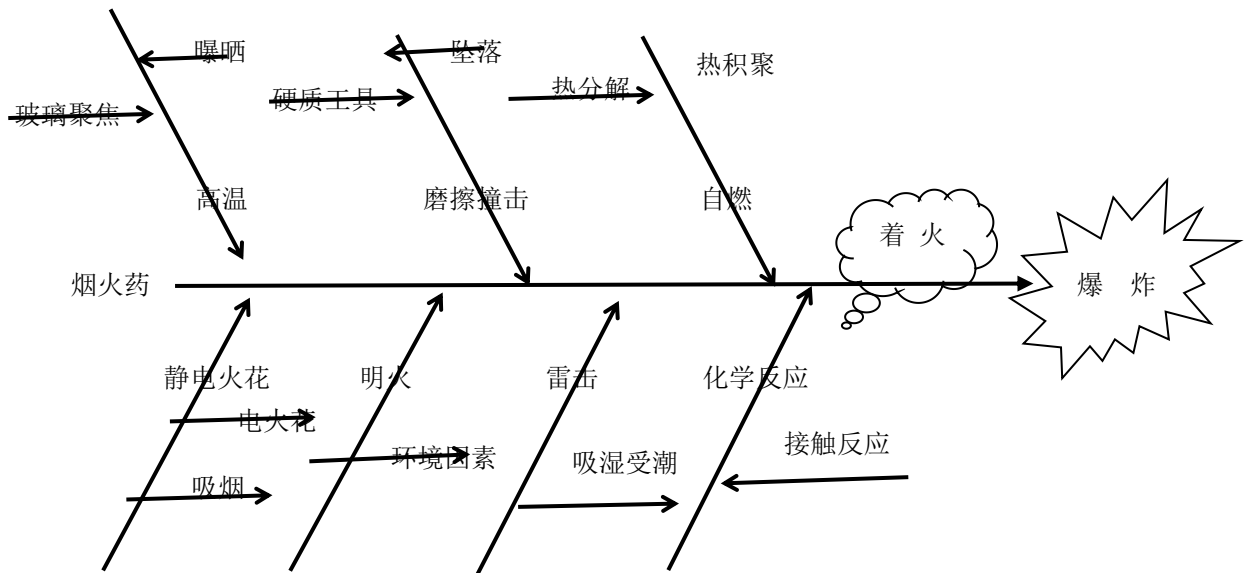 曝晒
坠落
热积聚
热分解
硬质工具
玻璃聚焦
高温
磨擦撞击
自燃
着 火
烟火药
爆 炸
静电火花
明火
雷击
化学反应
电火花
接触反应
环境因素
吸湿受潮
吸烟